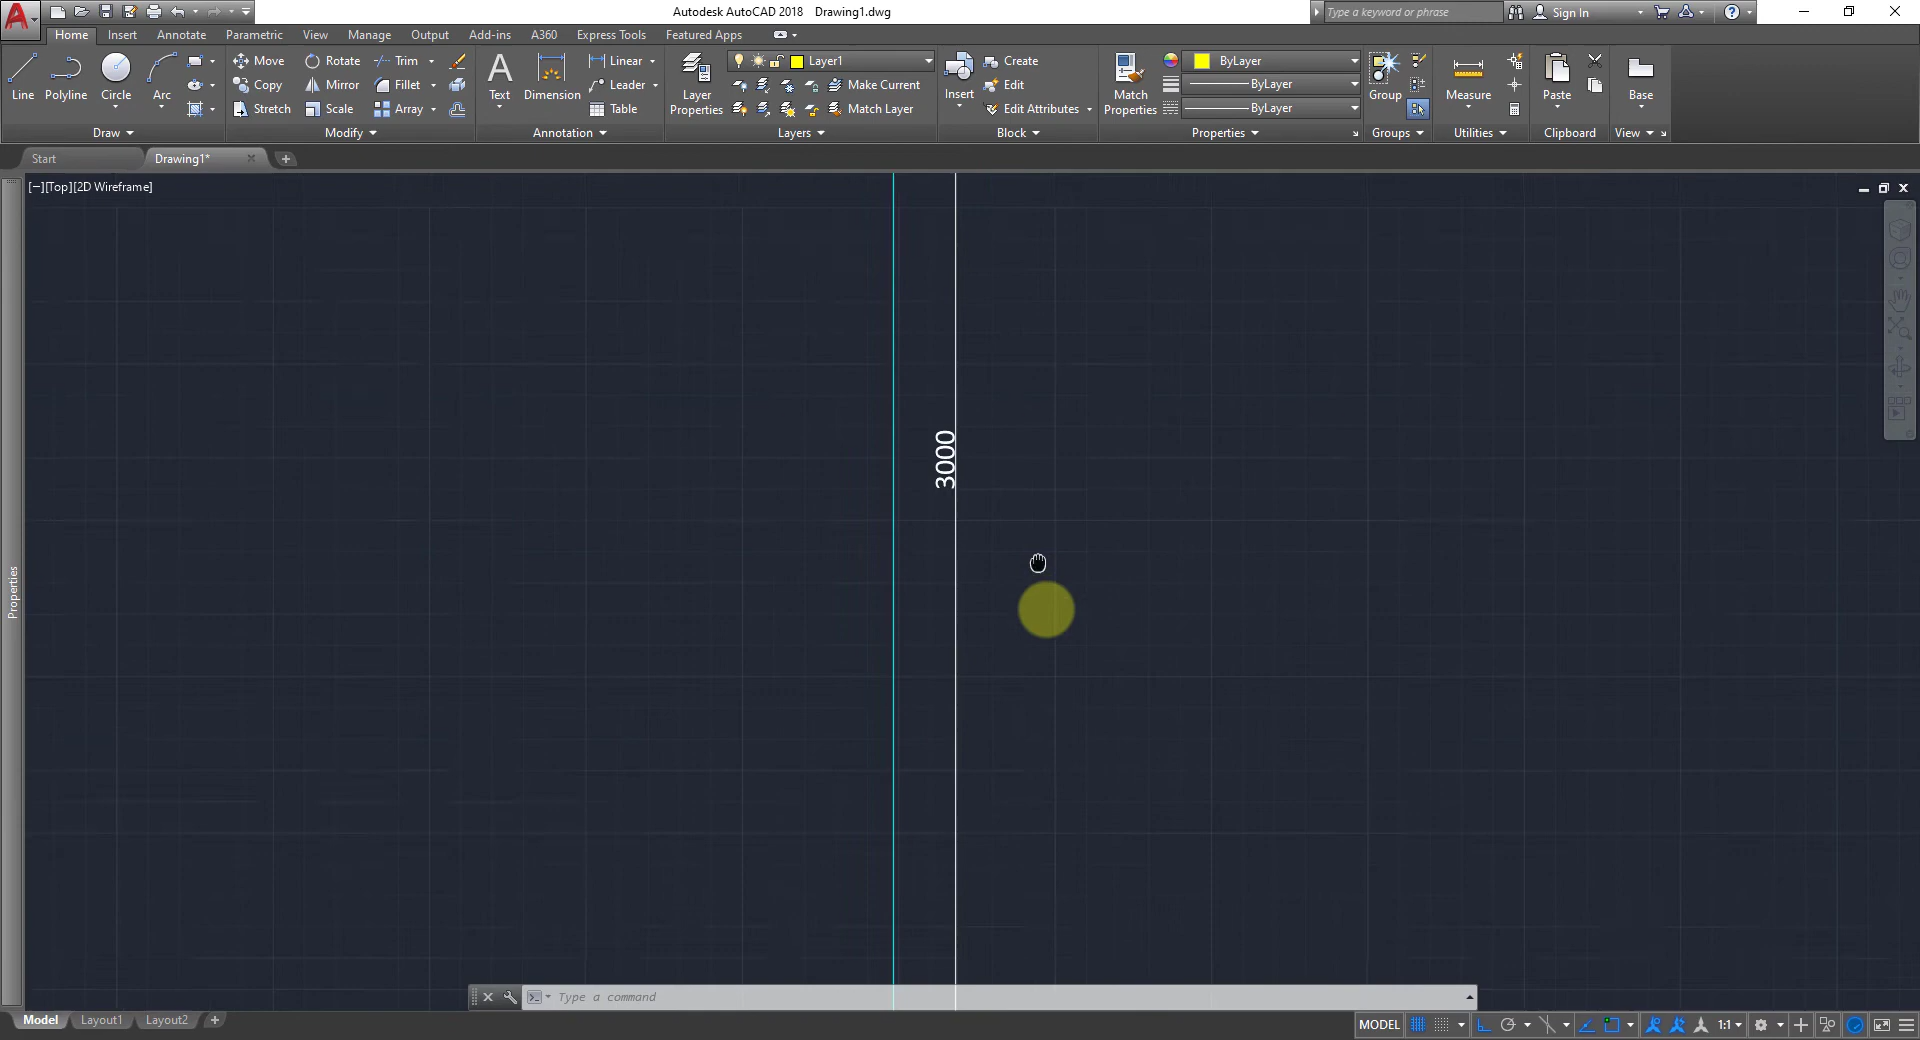 Autodesk AutoCAD 2018 Drawing1.dwg
Type a keyword or phrase
Sign In
Home Insert Annotate Parametric View Manage Output Add-ins A360 Express Tools Featured Apps
Line Polyline Circle Arc
Move Rotate Trim
Copy Mirror Fillet
Stretch Scale Array
Text Dimension
Linear
Leader
Table
Layer Properties
Layer1
Make Current
Match Layer
Insert
Create
Edit
Edit Attributes
Match Properties
ByLayer
ByLayer
ByLayer
Group
Measure
Paste
Base
Draw Modify Annotation Layers Block Properties Groups Utilities Clipboard View
Start Drawing1*
[−][Top][2D Wireframe]
3000
Properties
Type a command
Model Layout1 Layout2
MODEL 1:1